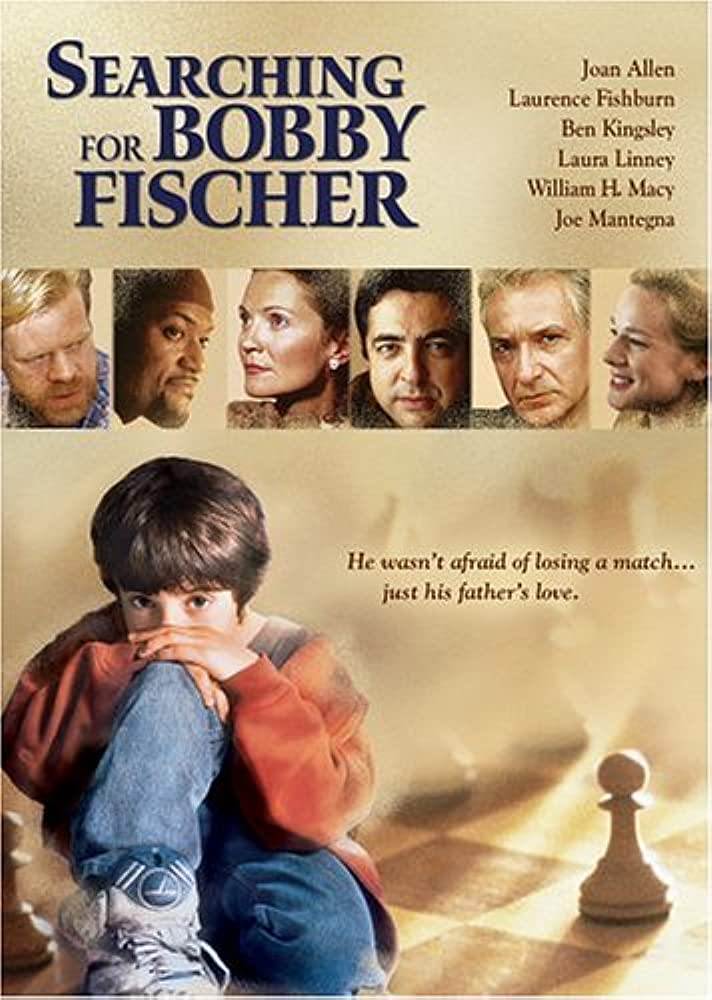 SEARCHING
FOR BOBBY
FISCHER
Joan Allen
Laurence Fishburn
Ben Kingsley
Laura Linney
William H. Macy
Joe Mantegna
He wasn't afraid of losing a match...
just his father's love.